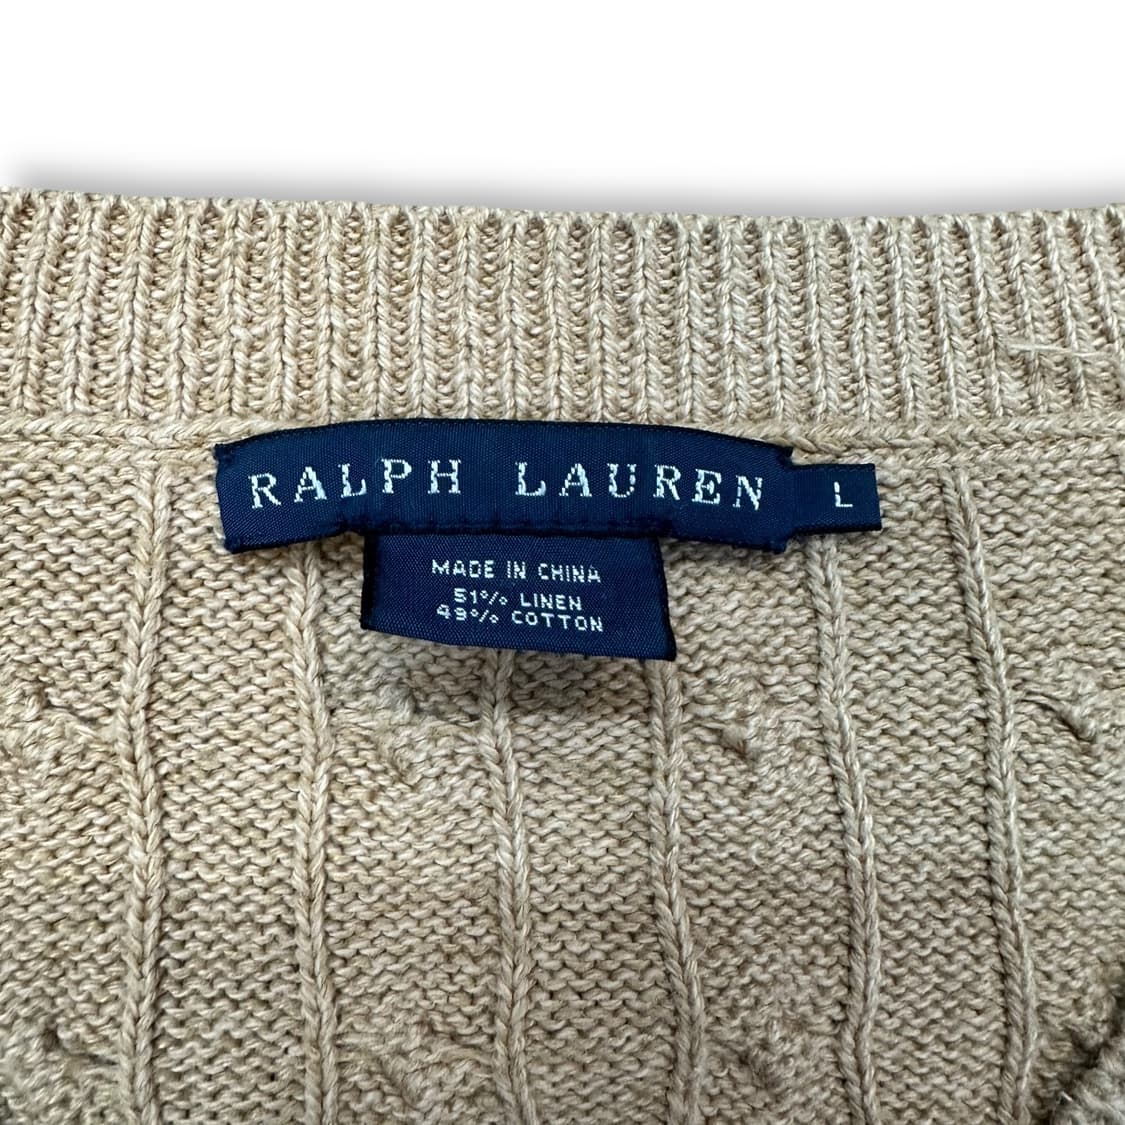 RALPH LAUREN L
MADE IN CHINA
51% LINEN
49% COTTON